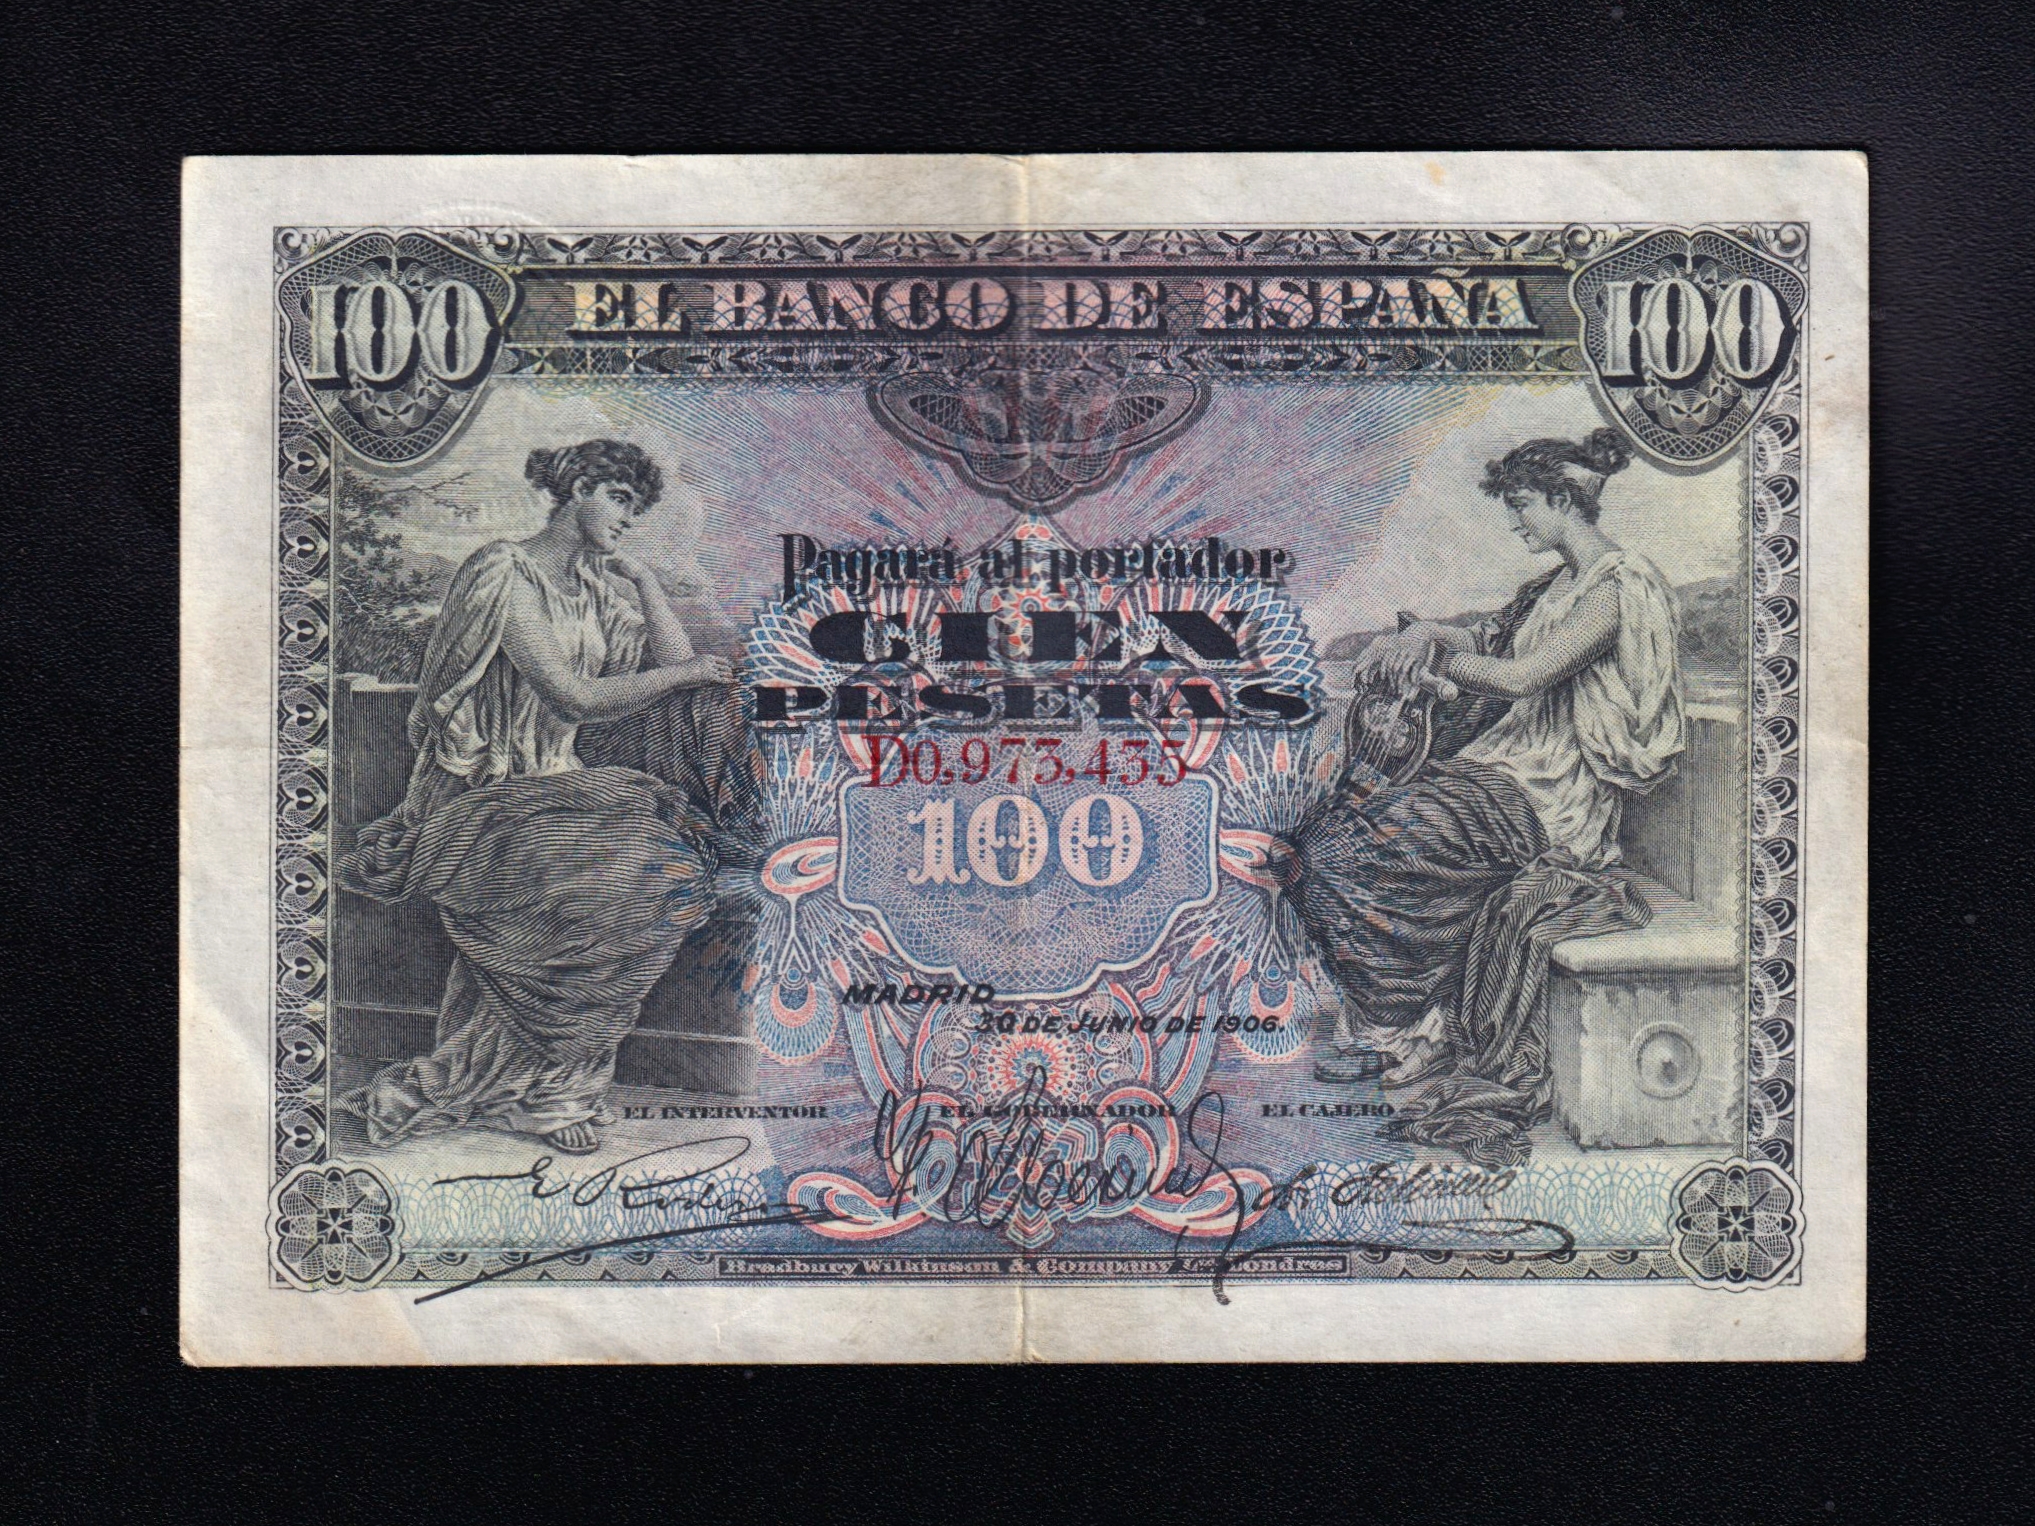 100 EL BANCO DE ESPAÑA 100
Pagará al portador
CIEN
PESETAS
D0,973,435
100
MADRID
30 DE JUNIO DE 1906.
EL INTERVENTOR EL GOBERNADOR EL CAJERO
Bradbury Wilkinson & Company Ld Londres